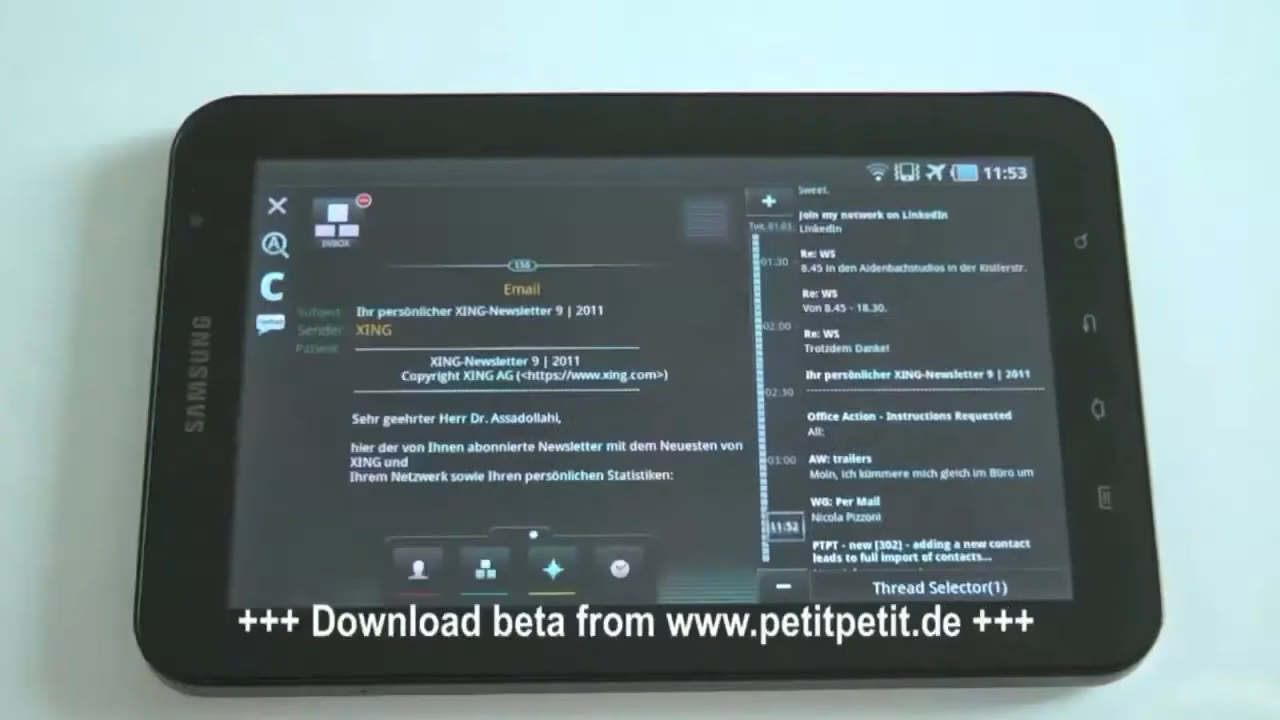 SAMSUNG
11:53
INBOX
150
Email
Subject
Ihr persönlicher XING-Newsletter 9 | 2011
Sender
XING
XING-Newsletter 9 | 2011
Copyright XING AG (<https://www.xing.com>)
Sehr geehrter Herr Dr. Assadollahi,
hier der von Ihnen abonnierte Newsletter mit dem Neuesten von
XING und
Ihrem Netzwerk sowie Ihren persönlichen Statistiken:
+
Tue, 01.03
01:30
02:00
02:30
03:00
11:52
Sweet.
Join my network on LinkedIn
LinkedIn
Re: WS
8.45 in den Aidenbachstudios in der
Re: WS
Von 8.45 - 18.30.
Re: WS
Trotzdem Danke!
Ihr persönlicher XING-Newsletter 9 | 2011
Office Action - Instructions Requested
All:
AW: trailers
Moin, ich kümmere mich gleich im Büro um
WG: Per Mail
Nicola Pizzoni
PTPT - new [302] - adding a new contact
leads to full import of contacts...
Thread Selector(1)
+++ Download beta from www.petitpetit.de +++